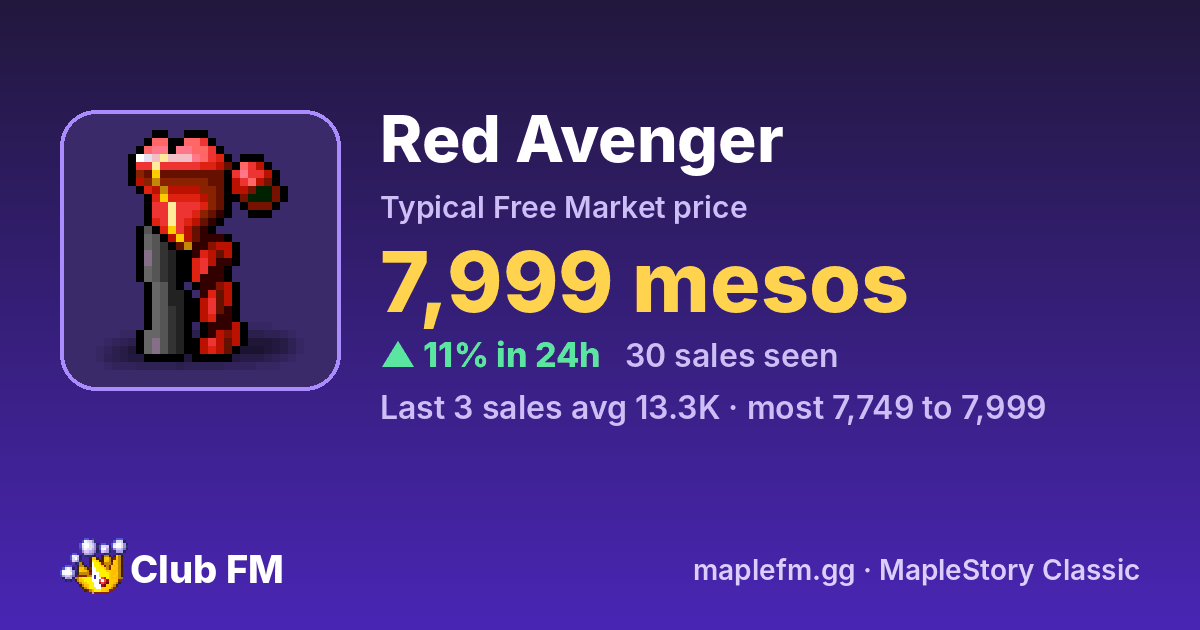 Red Avenger
Typical Free Market price
7,999 mesos
▲ 11% in 24h 30 sales seen
Last 3 sales avg 13.3K · most 7,749 to 7,999
Club FM
maplefm.gg · MapleStory Classic